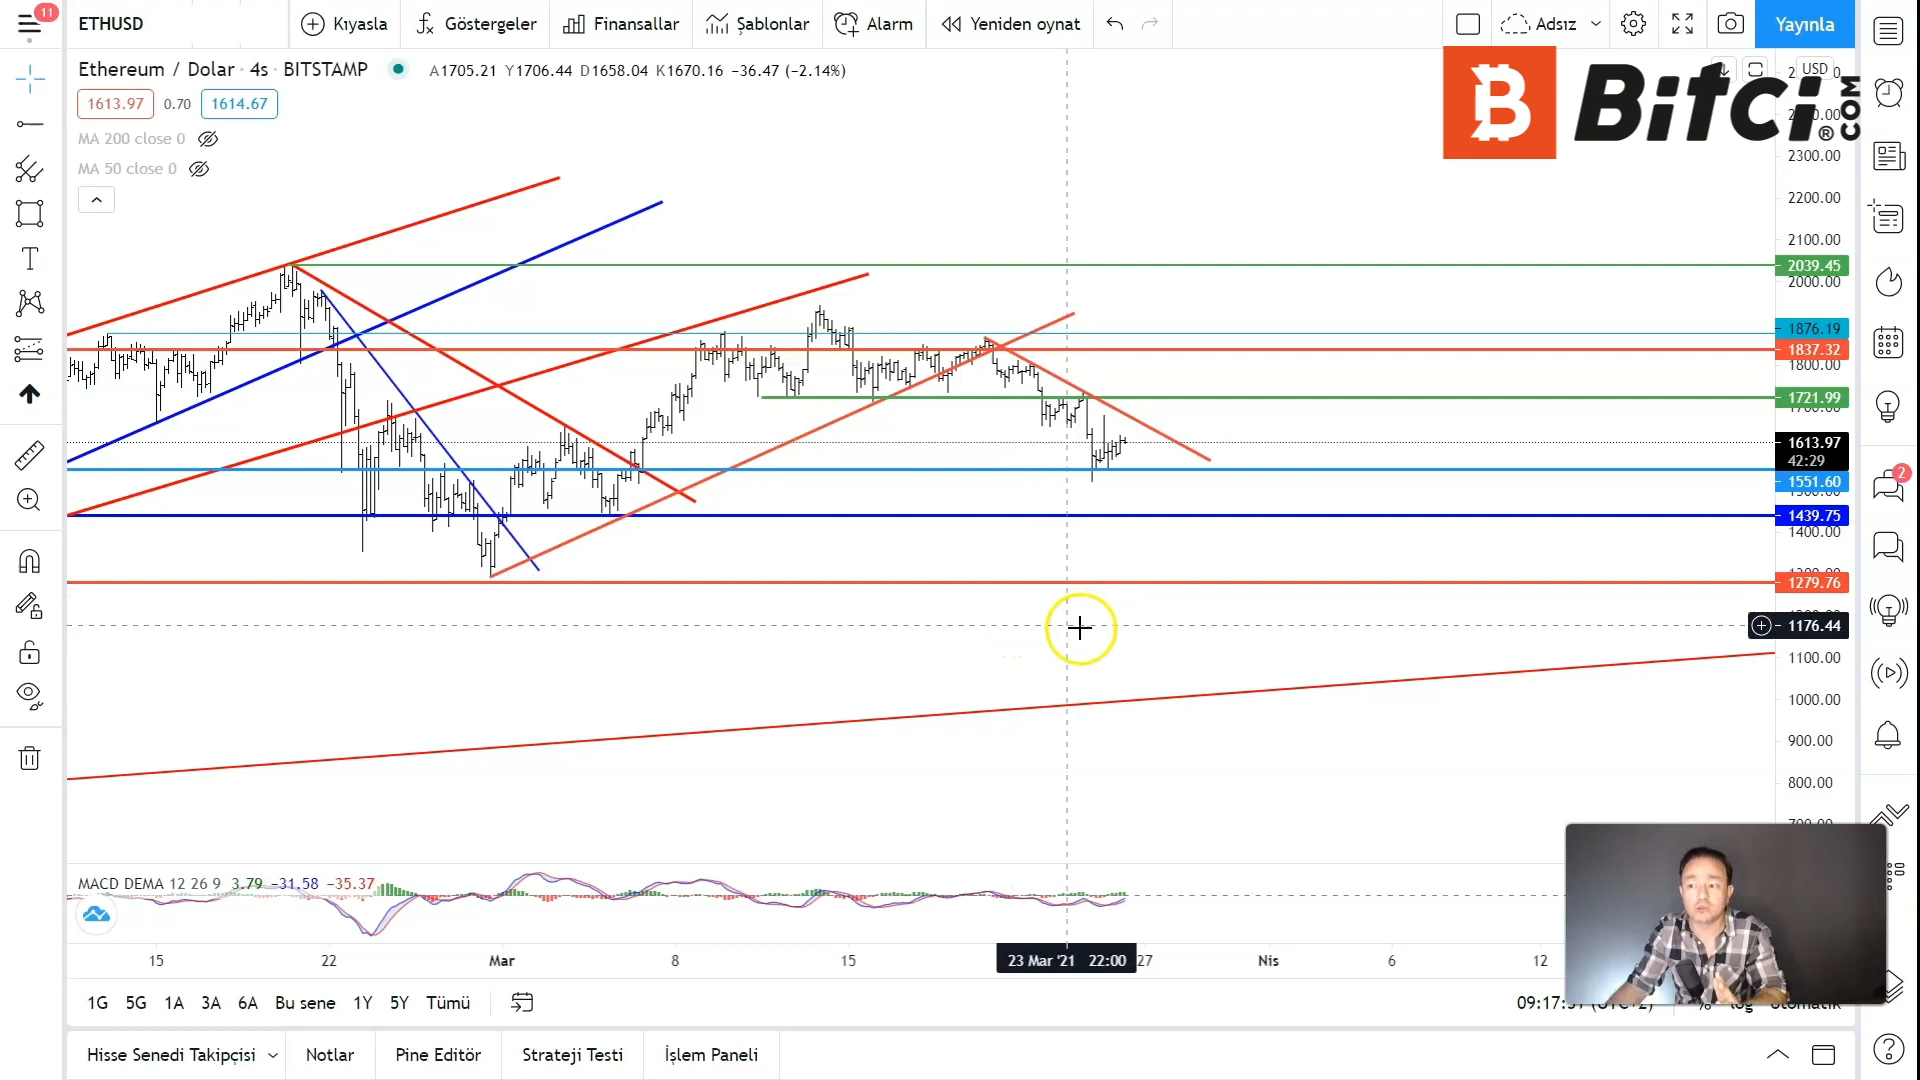 11
ETHUSD
Kıyasla
Göstergeler
Finansallar
Şablonlar
Alarm
Yeniden oynat
Adsız
Yayınla
Ethereum / Dolar · 4s · BITSTAMP
A1705.21 Y1706.44 D1658.04 K1670.16 −36.47 (−2.14%)
USD
Bitci®
.COM
1613.97
0.70
1614.67
MA 200 close 0
MA 50 close 0
2300.00
2200.00
2100.00
2039.45
2000.00
1876.19
1837.32
1800.00
1721.99
1613.97
42:29
1551.60
1439.75
1400.00
1279.76
1176.44
1100.00
1000.00
900.00
800.00
2
MACD DEMA 12 26 9 3.79 −31.58 −35.37
15
22
Mar
8
15
23 Mar '21 22:00
27
Nis
6
12
1G
5G
1A
3A
6A
Bu sene
1Y
5Y
Tümü
Hisse Senedi Takipçisi
Notlar
Pine Editör
Strateji Testi
İşlem Paneli